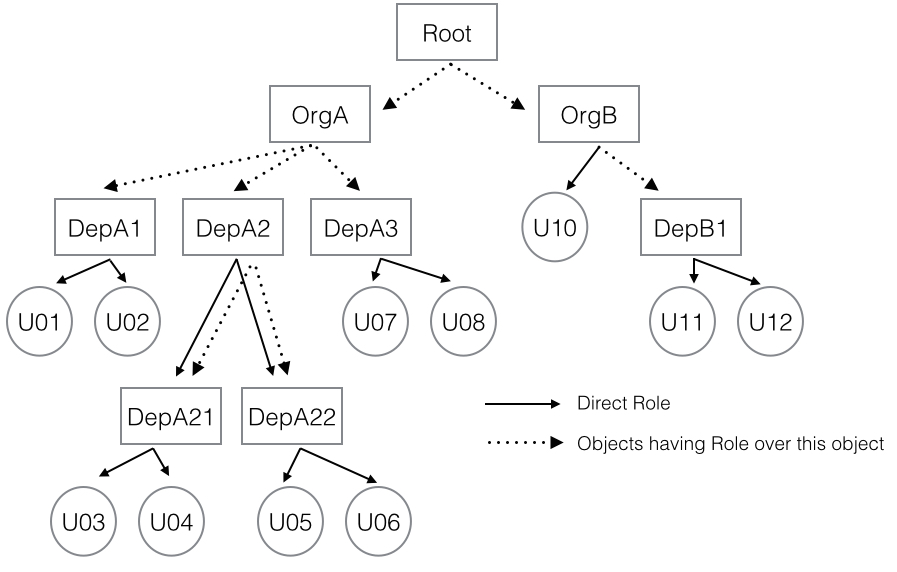 Root
OrgA
OrgB
DepA1
DepA2
DepA3
U10
DepB1
U01
U02
U07
U08
U11
U12
DepA21
DepA22
Direct Role
Objects having Role over this object
U03
U04
U05
U06